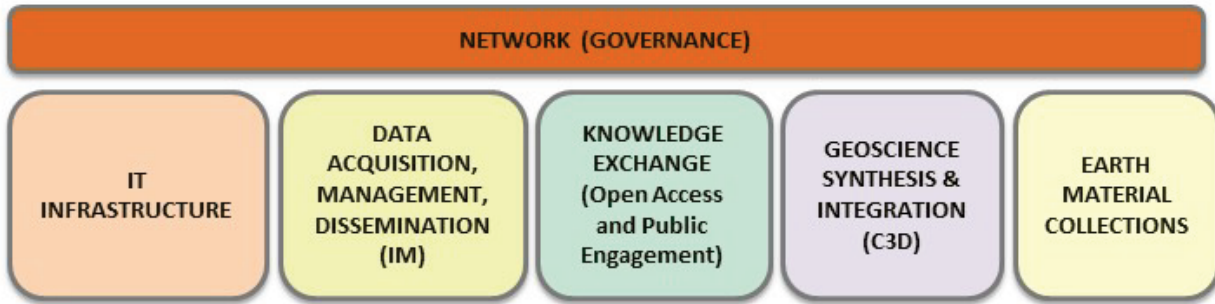 NETWORK (GOVERNANCE)
IT
INFRASTRUCTURE
DATA
ACQUISITION,
MANAGEMENT,
DISSEMINATION
(IM)
KNOWLEDGE
EXCHANGE
(Open Access
and Public
Engagement)
GEOSCIENCE
SYNTHESIS &
INTEGRATION
(C3D)
EARTH
MATERIAL
COLLECTIONS